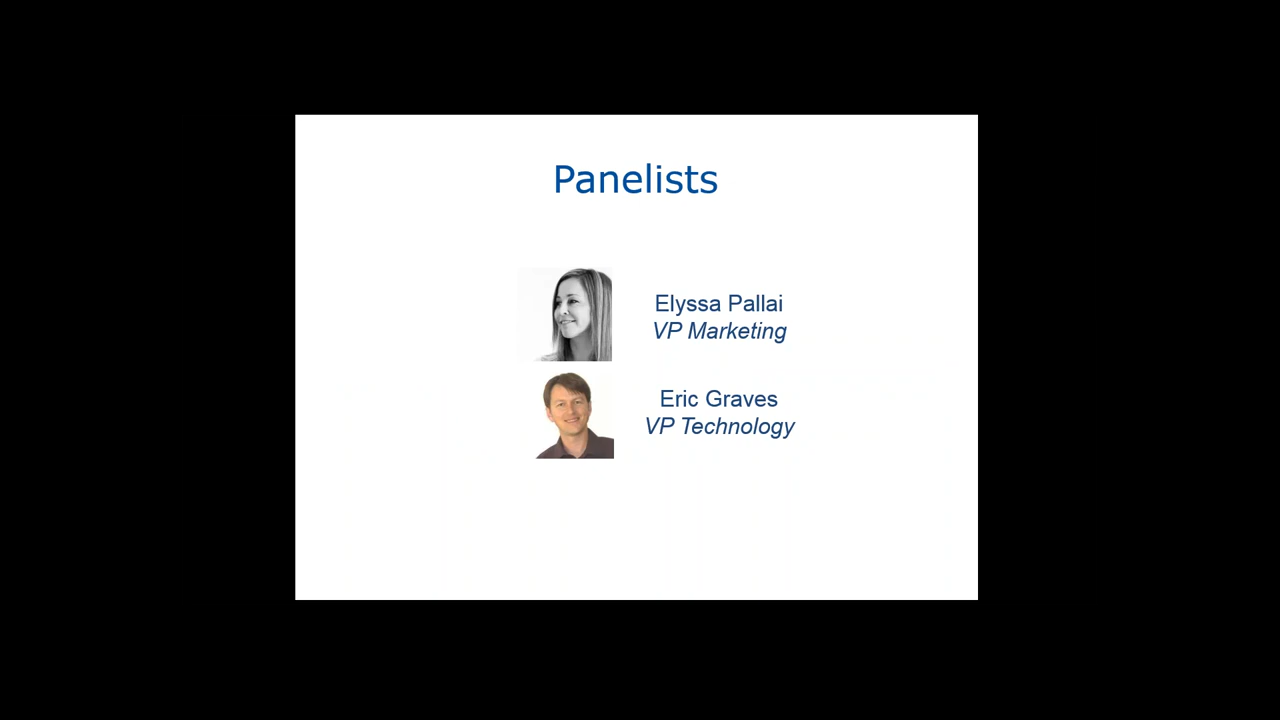 Panelists
Elyssa Pallai
VP Marketing
Eric Graves
VP Technology